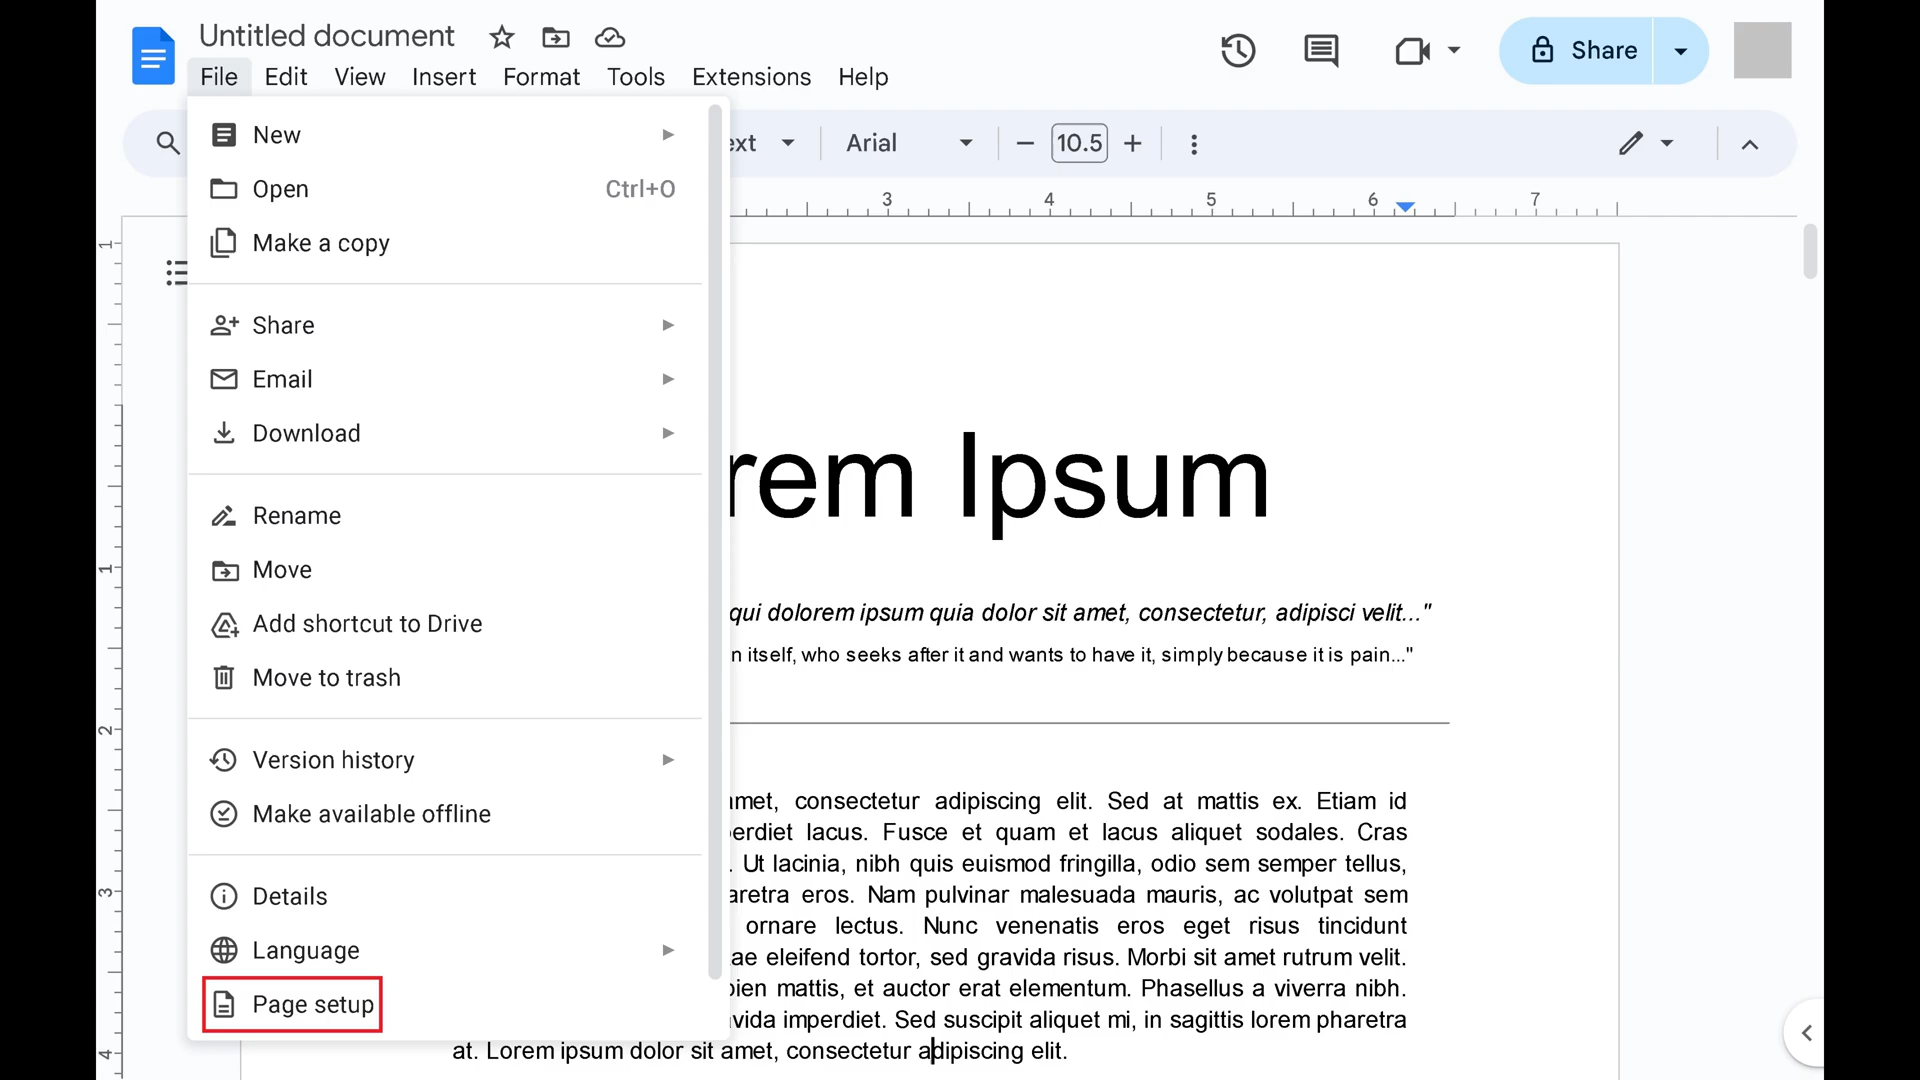 Untitled document
File Edit View Insert Format Tools Extensions Help
Share
New
Open Ctrl+O
Make a copy
Share
Email
Download
Rename
Move
Add shortcut to Drive
Move to trash
Version history
Make available offline
Details
Language
Page setup
ext Arial 10.5
3 4 5 6 7
1
1
2
3
4
rem Ipsum
qui dolorem ipsum quia dolor sit amet, consectetur, adipisci velit..."
n itself, who seeks after it and wants to have it, simply because it is pain..."
amet, consectetur adipiscing elit. Sed at mattis ex. Etiam id
erdiet lacus. Fusce et quam et lacus aliquet sodales. Cras
. Ut lacinia, nibh quis euismod fringilla, odio sem semper tellus,
aretra eros. Nam pulvinar malesuada mauris, ac volutpat sem
ornare lectus. Nunc venenatis eros eget risus tincidunt
ae eleifend tortor, sed gravida risus. Morbi sit amet rutrum velit.
pien mattis, et auctor erat elementum. Phasellus a viverra nibh.
vida imperdiet. Sed suscipit aliquet mi, in sagittis lorem pharetra
at. Lorem ipsum dolor sit amet, consectetur adipiscing elit.